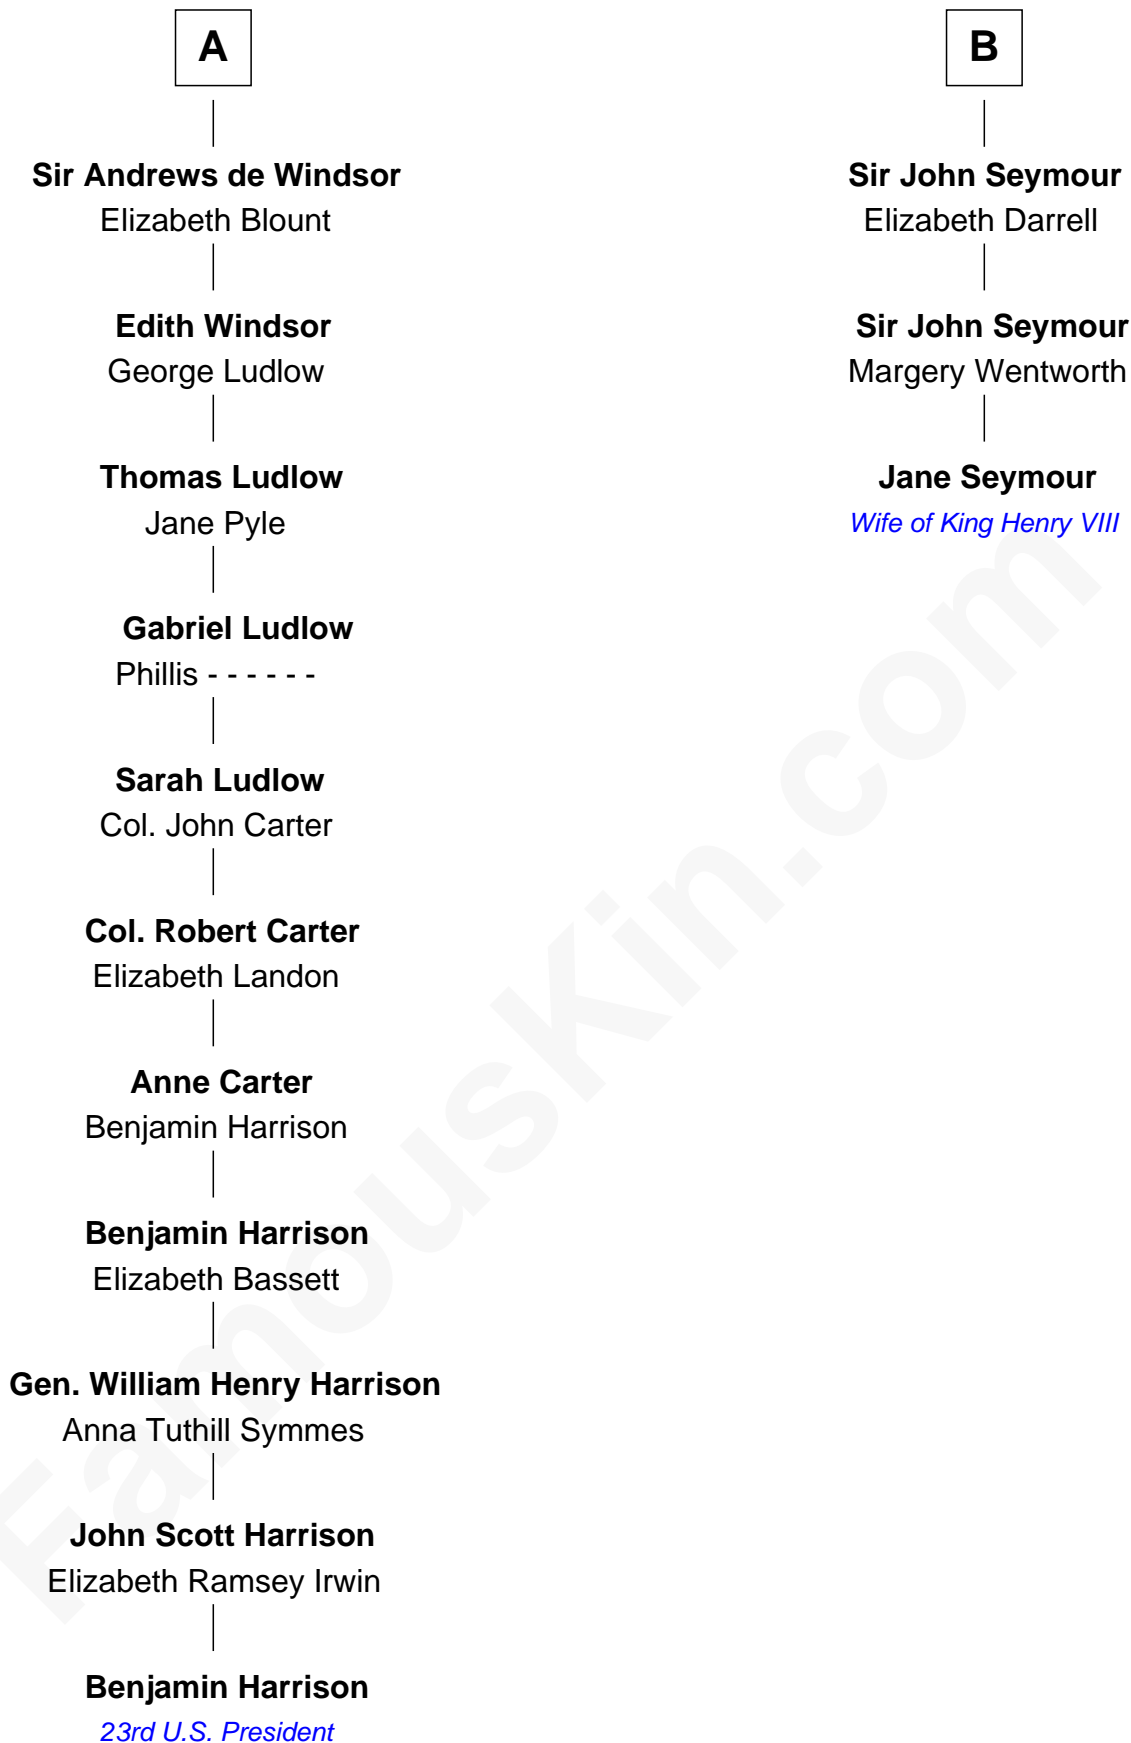 A
Sir Andrews de Windsor
Elizabeth Blount
Edith Windsor
George Ludlow
Thomas Ludlow
Jane Pyle
Gabriel Ludlow
Phillis - - - - - -
Sarah Ludlow
Col. John Carter
Col. Robert Carter
Elizabeth Landon
Anne Carter
Benjamin Harrison
Benjamin Harrison
Elizabeth Bassett
Gen. William Henry Harrison
Anna Tuthill Symmes
John Scott Harrison
Elizabeth Ramsey Irwin
Benjamin Harrison
23rd U.S. President
B
Sir John Seymour
Elizabeth Darrell
Sir John Seymour
Margery Wentworth
Jane Seymour
Wife of King Henry VIII
FamousKin.com